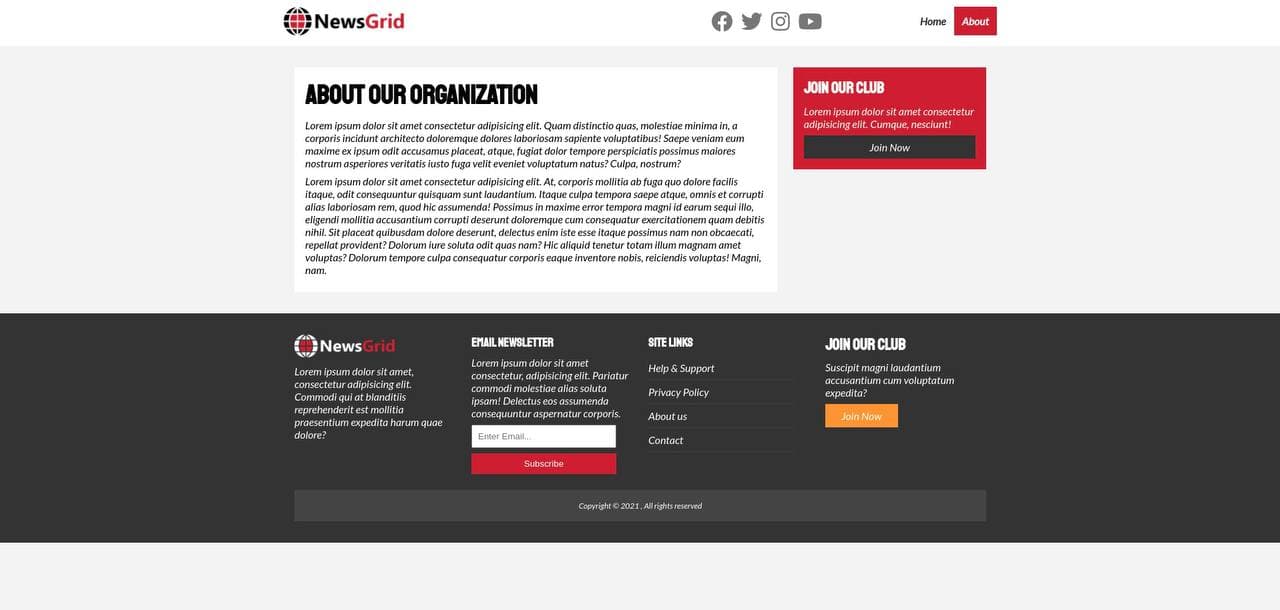 NewsGrid
Home
About
ABOUT OUR ORGANIZATION
Lorem ipsum dolor sit amet consectetur adipisicing elit. Quam distinctio quas, molestiae minima in, a
corporis incidunt architecto doloremque dolores laboriosam sapiente voluptatibus! Saepe veniam eum
maxime ex ipsum odit accusamus placeat, atque, fugiat dolor tempore perspiciatis possimus maiores
nostrum asperiores veritatis iusto fuga velit eveniet voluptatum natus? Culpa, nostrum?
Lorem ipsum dolor sit amet consectetur adipisicing elit. At, corporis mollitia ab fuga quo dolore facilis
itaque, odit consequuntur quisquam sunt laudantium. Itaque culpa tempora saepe atque, omnis et corrupti
alias laboriosam rem, quod hic assumenda! Possimus in maxime error tempora magni id earum sequi illo,
eligendi mollitia accusantium corrupti deserunt doloremque cum consequatur exercitationem quam debitis
nihil. Sit placeat quibusdam dolore deserunt, delectus enim iste esse itaque possimus nam non obcaecati,
repellat provident? Dolorum iure soluta odit quas nam? Hic aliquid tenetur totam illum magnam amet
voluptas? Dolorum tempore culpa consequatur corporis eaque inventore nobis, reiciendis voluptas! Magni,
nam.
JOIN OUR CLUB
Lorem ipsum dolor sit amet consectetur
adipisicing elit. Cumque, nesciunt!
Join Now
NewsGrid
Lorem ipsum dolor sit amet,
consectetur adipisicing elit.
Commodi qui at blanditiis
reprehenderit est mollitia
praesentium expedita harum quae
dolore?
EMAIL NEWSLETTER
Lorem ipsum dolor sit amet
consectetur, adipisicing elit. Pariatur
commodi molestiae alias soluta
ipsam! Delectus eos assumenda
consequuntur aspernatur corporis.
Enter Email...
Subscribe
SITE LINKS
Help & Support
Privacy Policy
About us
Contact
JOIN OUR CLUB
Suscipit magni laudantium
accusantium cum voluptatum
expedita?
Join Now
Copyright © 2021 , All rights reserved